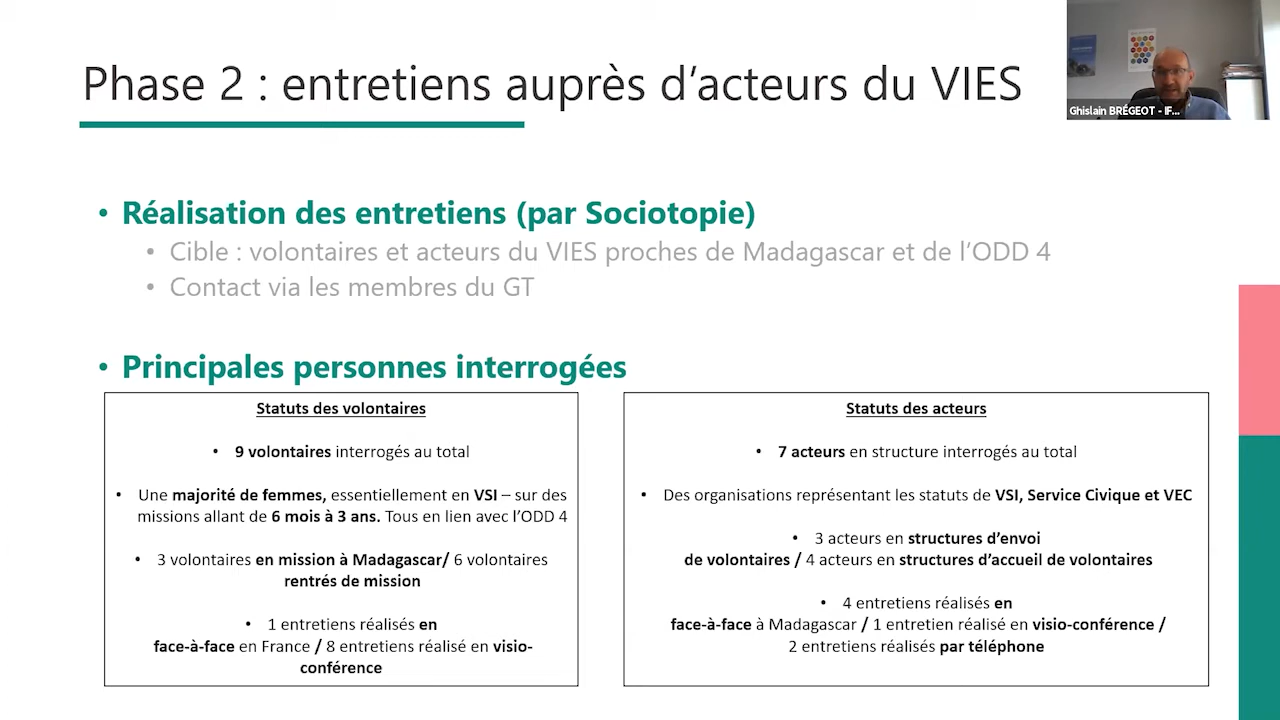 Phase 2 : entretiens auprès d’acteurs du VIES
Ghislain BRÉGEOT - IF...
• Réalisation des entretiens (par Sociotopie)
• Cible : volontaires et acteurs du VIES proches de Madagascar et de l’ODD 4
• Contact via les membres du GT
• Principales personnes interrogées
Statuts des volontaires
• 9 volontaires interrogés au total
• Une majorité de femmes, essentiellement en VSI – sur des
missions allant de 6 mois à 3 ans. Tous en lien avec l’ODD 4
• 3 volontaires en mission à Madagascar/ 6 volontaires
rentrés de mission
• 1 entretiens réalisés en
face-à-face en France / 8 entretiens réalisé en visio-
conférence
Statuts des acteurs
• 7 acteurs en structure interrogés au total
• Des organisations représentant les statuts de VSI, Service Civique et VEC
• 3 acteurs en structures d’envoi
de volontaires / 4 acteurs en structures d’accueil de volontaires
• 4 entretiens réalisés en
face-à-face à Madagascar / 1 entretien réalisé en visio-conférence /
2 entretiens réalisés par téléphone